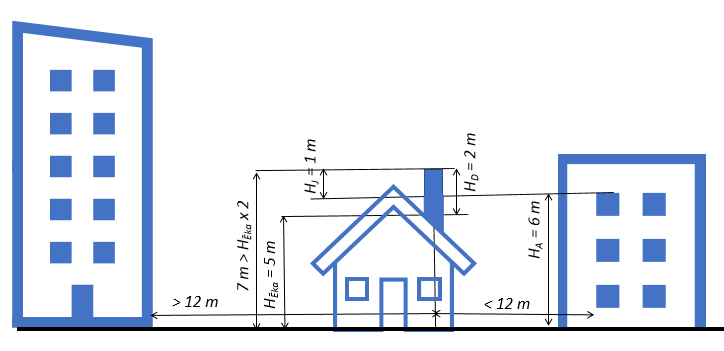 H_J = 1 m
H_D = 2 m
7 m > H_Ēka x 2
H_Ēka = 5 m
H_A = 6 m
> 12 m
< 12 m